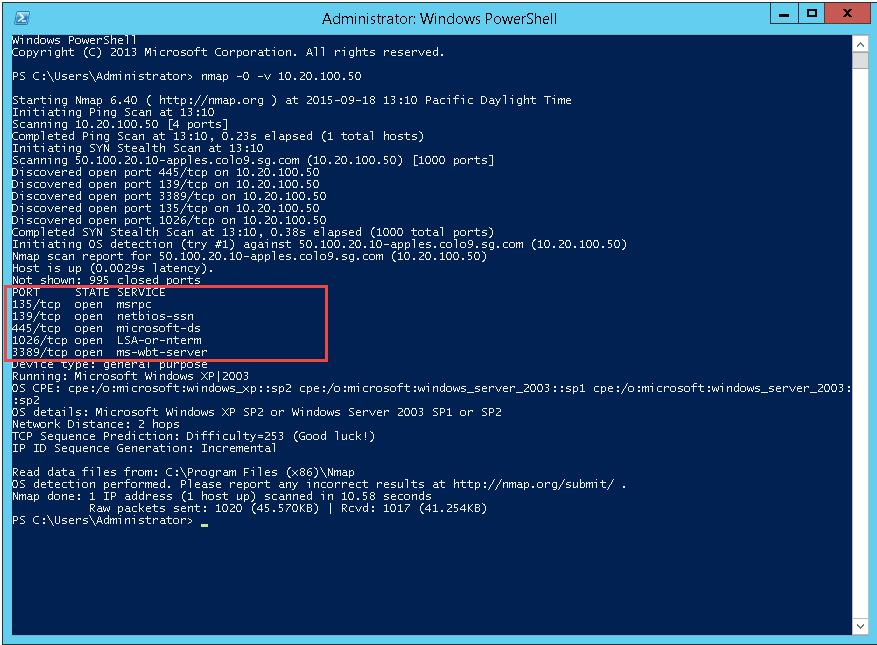 Administrator: Windows PowerShell
Windows PowerShell
Copyright (C) 2013 Microsoft Corporation. All rights reserved.
PS C:\Users\Administrator> nmap -O -v 10.20.100.50
Starting Nmap 6.40 ( http://nmap.org ) at 2015-09-18 13:10 Pacific Daylight Time
Initiating Ping Scan at 13:10
Scanning 10.20.100.50 [4 ports]
Completed Ping Scan at 13:10, 0.23s elapsed (1 total hosts)
Initiating SYN Stealth Scan at 13:10
Scanning 50.100.20.10-apples.colo9.sg.com (10.20.100.50) [1000 ports]
Discovered open port 445/tcp on 10.20.100.50
Discovered open port 139/tcp on 10.20.100.50
Discovered open port 3389/tcp on 10.20.100.50
Discovered open port 135/tcp on 10.20.100.50
Discovered open port 1026/tcp on 10.20.100.50
Completed SYN Stealth Scan at 13:10, 0.38s elapsed (1000 total ports)
Initiating OS detection (try #1) against 50.100.20.10-apples.colo9.sg.com (10.20.100.50)
Nmap scan report for 50.100.20.10-apples.colo9.sg.com (10.20.100.50)
Host is up (0.0029s latency).
Not shown: 995 closed ports
PORT     STATE SERVICE
135/tcp  open  msrpc
139/tcp  open  netbios-ssn
445/tcp  open  microsoft-ds
1026/tcp open  LSA-or-nterm
3389/tcp open  ms-wbt-server
Device type: general purpose
Running: Microsoft Windows XP|2003
OS CPE: cpe:/o:microsoft:windows_xp::sp2 cpe:/o:microsoft:windows_server_2003::sp1 cpe:/o:microsoft:windows_server_2003:
:sp2
OS details: Microsoft Windows XP SP2 or Windows Server 2003 SP1 or SP2
Network Distance: 2 hops
TCP Sequence Prediction: Difficulty=253 (Good luck!)
IP ID Sequence Generation: Incremental
Read data files from: C:\Program Files (x86)\Nmap
OS detection performed. Please report any incorrect results at http://nmap.org/submit/ .
Nmap done: 1 IP address (1 host up) scanned in 10.58 seconds
           Raw packets sent: 1020 (45.570KB) | Rcvd: 1017 (41.254KB)
PS C:\Users\Administrator>